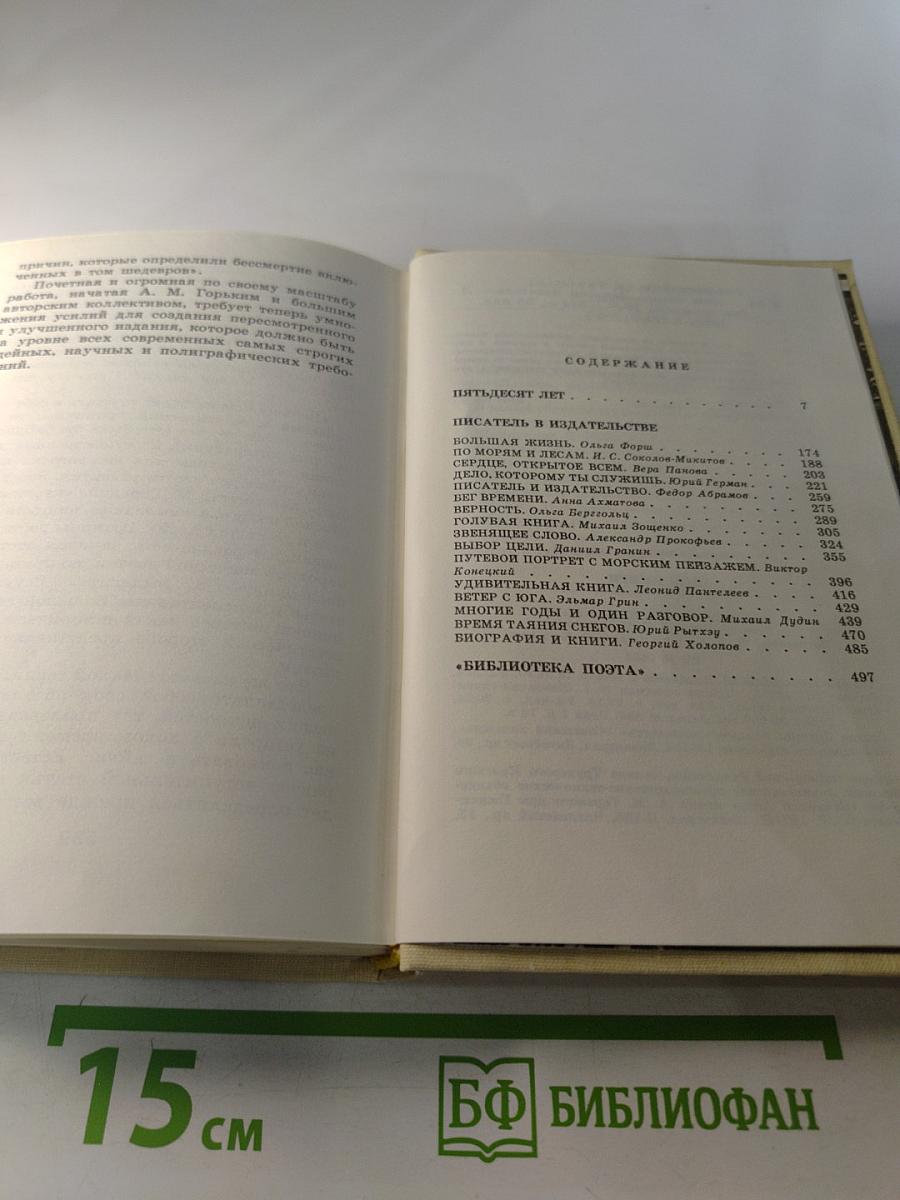 причин, которые определили бессмертие вклю-
ченных в том шедевров».
Почетная и огромная по своему масштабу
работа, начатая А. М. Горьким и большим
авторским коллективом, требует теперь умно-
жения усилий для создания пересмотренного
и улучшенного издания, которое должно быть
а уровне всех современных самых строгих
дейных, научных и полиграфических требо-
ний.
СОДЕРЖАНИЕ
ПЯТЬДЕСЯТ ЛЕТ . . . . . . . . . . . . . 7
ПИСАТЕЛЬ В ИЗДАТЕЛЬСТВЕ
БОЛЬШАЯ ЖИЗНЬ. Ольга Форш . . . . . . . 174
ПО МОРЯМ И ЛЕСАМ. И. С. Соколов-Микитов . . . . 188
СЕРДЦЕ, ОТКРЫТОЕ ВСЕМ. Вера Панова . . . . . 203
ДЕЛО, КОТОРОМУ ТЫ СЛУЖИШЬ. Юрий Герман . . . 221
ПИСАТЕЛЬ И ИЗДАТЕЛЬСТВО. Федор Абрамов . . . 259
БЕГ ВРЕМЕНИ. Анна Ахматова . . . . . . . 275
ВЕРНОСТЬ. Ольга Берггольц . . . . . . . . 289
ГОЛУБАЯ КНИГА. Михаил Зощенко . . . . . . 305
ЗВЕНЯЩЕЕ СЛОВО. Александр Прокофьев . . . . . 324
ВЫБОР ЦЕЛИ. Даниил Гранин . . . . . . . . 355
ПУТЕВОЙ ПОРТРЕТ С МОРСКИМ ПЕЙЗАЖЕМ. Виктор
Конецкий . . . . . . . . . . . . . . 396
УДИВИТЕЛЬНАЯ КНИГА. Леонид Пантелеев . . . . 416
ВЕТЕР С ЮГА. Эльмар Грин . . . . . . . . 429
МНОГИЕ ГОДЫ И ОДИН РАЗГОВОР. Михаил Дудин 439
ВРЕМЯ ТАЯНИЯ СНЕГОВ. Юрий Рытхэу . . . . . 470
БИОГРАФИЯ И КНИГИ. Георгий Холопов . . . . . 485
«БИБЛИОТЕКА ПОЭТА» . . . . . . . . . . 497
15 см
БФ БИБЛИОФАН